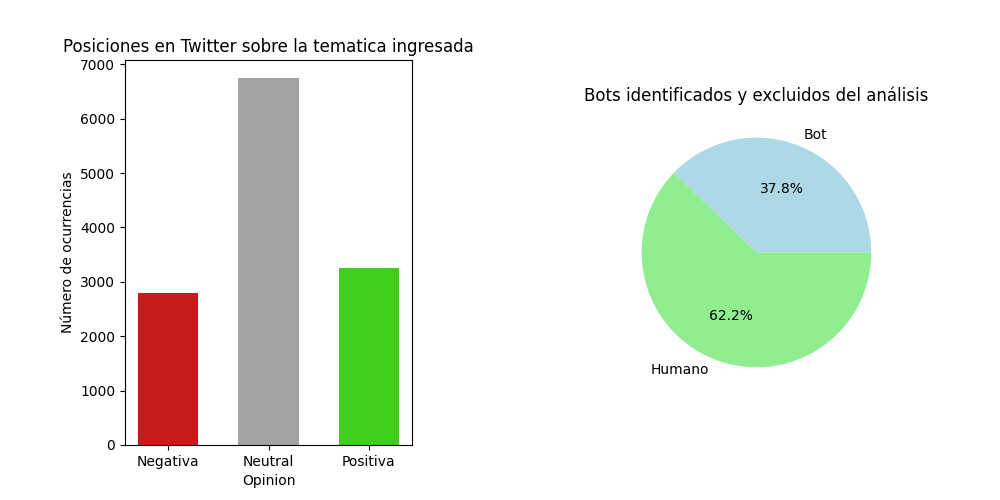 Posiciones en Twitter sobre la tematica ingresada
7000
6000
5000
4000
3000
2000
1000
0
Número de ocurrencias
Negativa
Neutral
Positiva
Opinion
Bots identificados y excluidos del análisis
Bot
37.8%
62.2%
Humano